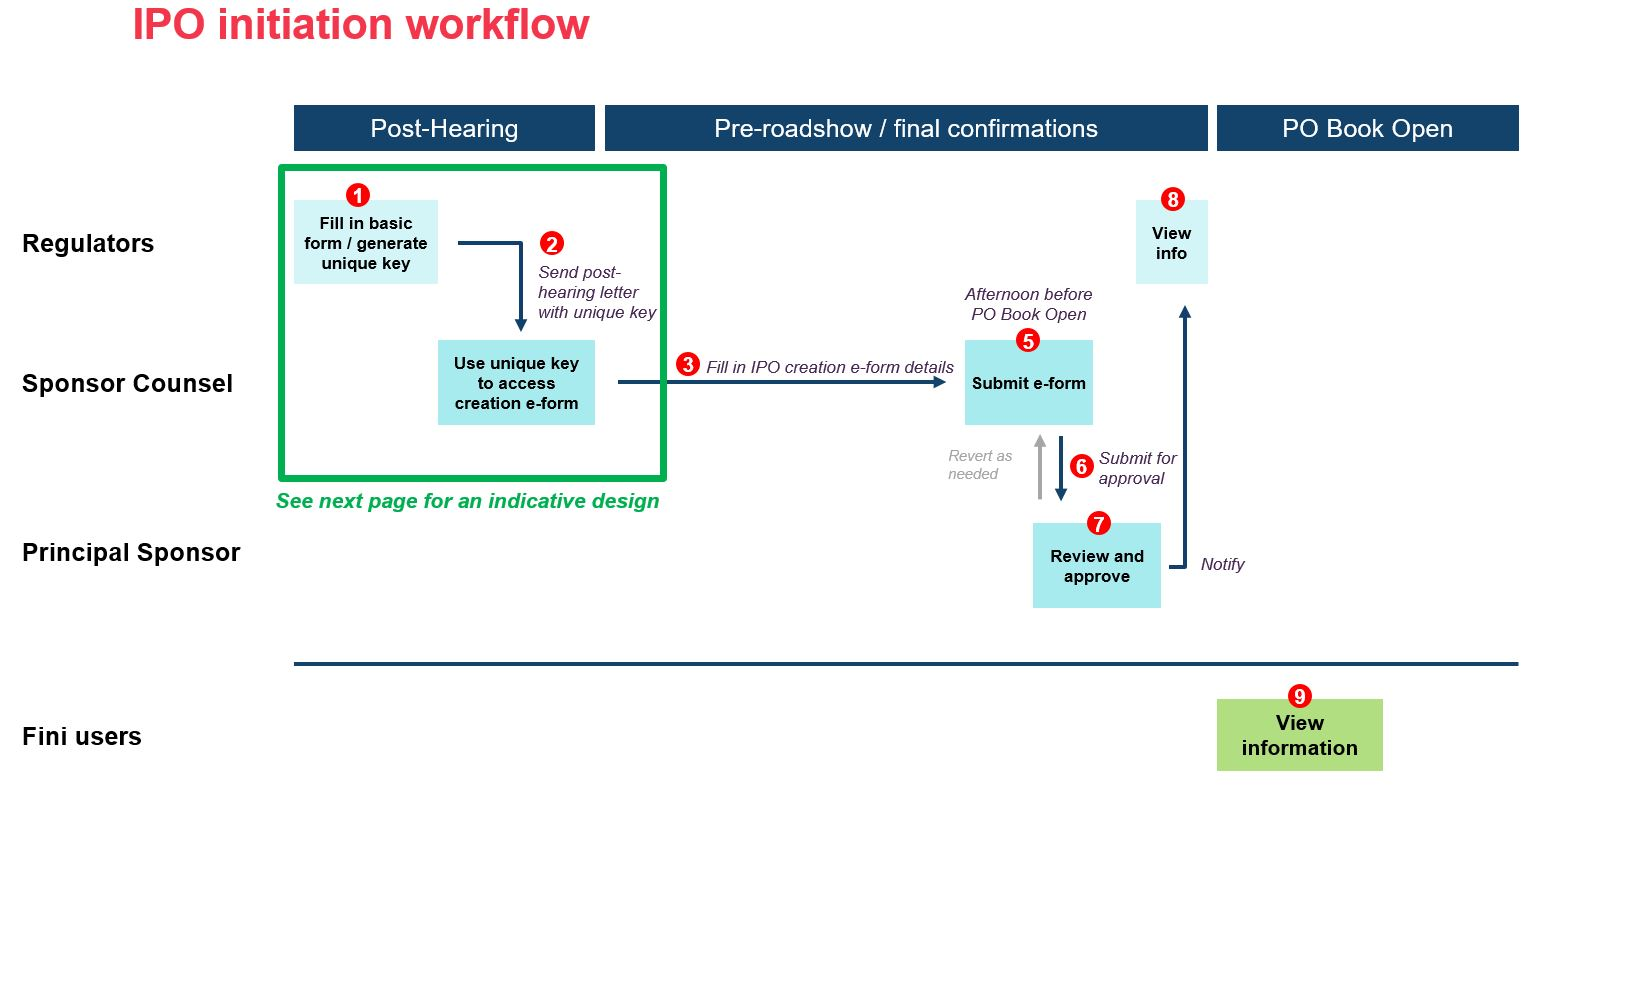 IPO initiation workflow
Post-Hearing
Pre-roadshow / final confirmations
PO Book Open
Regulators
1
Fill in basic
form / generate
unique key
2
Send post-
hearing letter
with unique key
8
View
info
Sponsor Counsel
Use unique key
to access
creation e-form
3
Fill in IPO creation e-form details
Afternoon before
PO Book Open
5
Submit e-form
Revert as
needed
6
Submit for
approval
See next page for an indicative design
Principal Sponsor
7
Review and
approve
Notify
Fini users
9
View
information